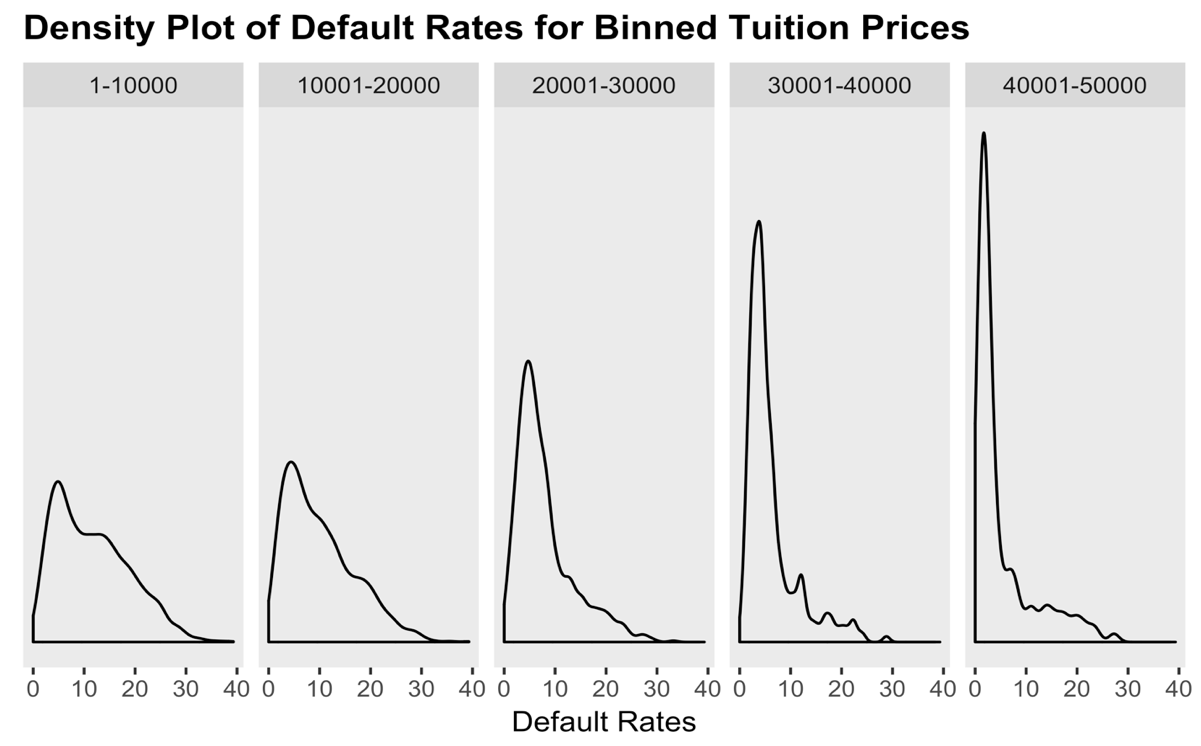 Density Plot of Default Rates for Binned Tuition Prices
1-10000 10001-20000 20001-30000 30001-40000 40001-50000
0 10 20 30 40 0 10 20 30 40 0 10 20 30 40 0 10 20 30 40 0 10 20 30 40
Default Rates